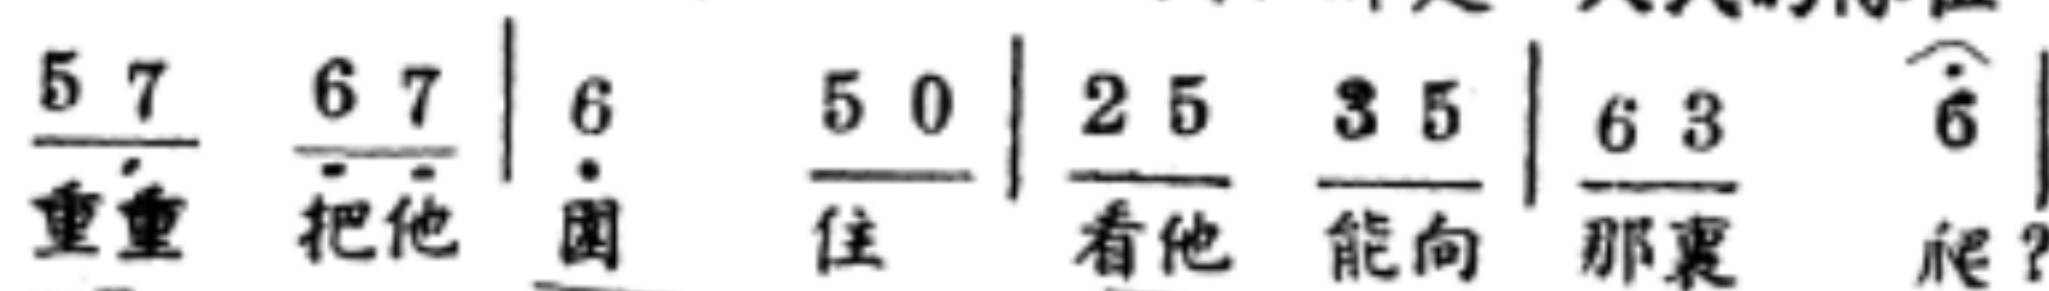 5 7 6 7 | 6 5 0 | 2 5 3 5 | 6 3 6 |
重重 把他 困 住 看他 能向 那裏 爬？